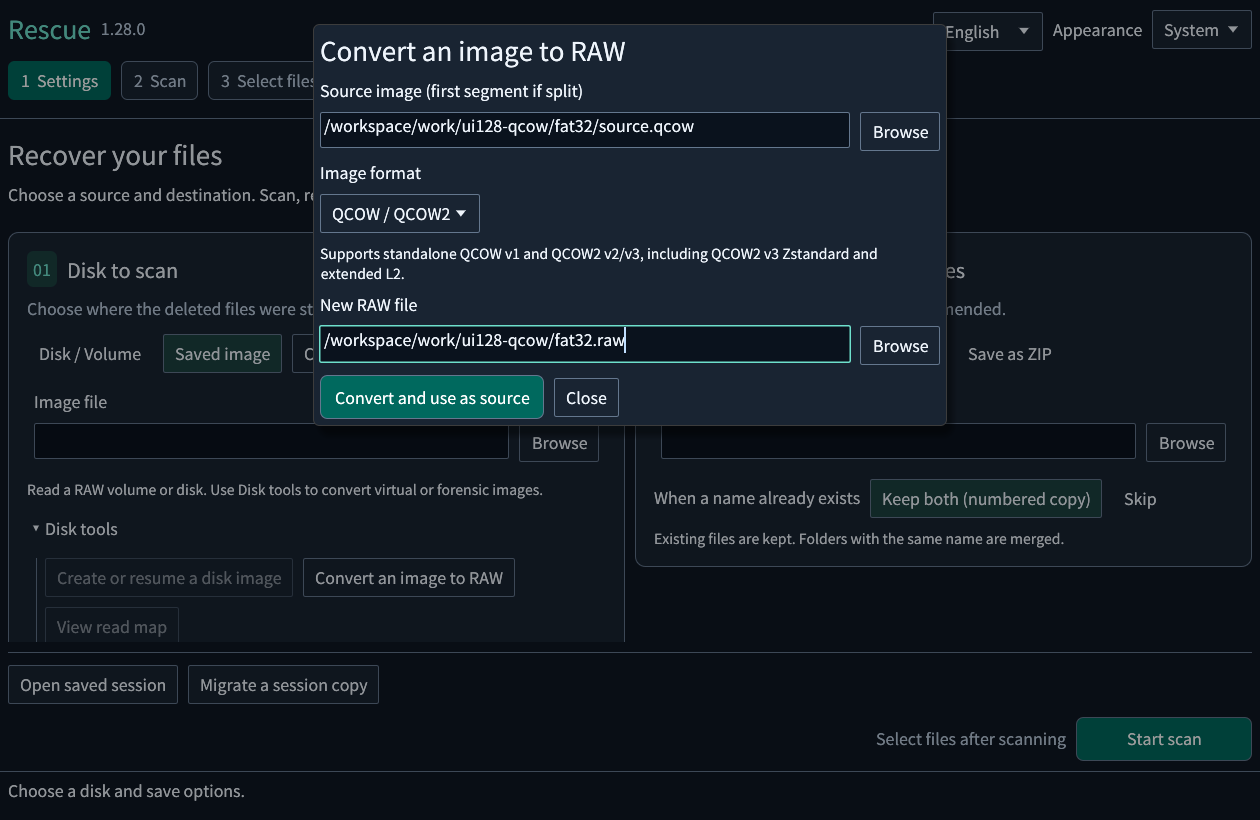 Rescue 1.28.0
English
Appearance
System
1 Settings
2 Scan
3 Select files
Convert an image to RAW
Source image (first segment if split)
/workspace/work/ui128-qcow/fat32/source.qcow
Browse
Image format
QCOW / QCOW2
Supports standalone QCOW v1 and QCOW2 v2/v3, including QCOW2 v3 Zstandard and
extended L2.
New RAW file
/workspace/work/ui128-qcow/fat32.raw
Browse
Convert and use as source
Close
Recover your files
Choose a source and destination. Scan,
01 Disk to scan
Choose where the deleted files were
Disk / Volume
Saved image
Image file
Browse
Read a RAW volume or disk. Use Disk tools to convert virtual or forensic images.
Disk tools
Create or resume a disk image
Convert an image to RAW
View read map
Save as ZIP
Browse
When a name already exists
Keep both (numbered copy)
Skip
Existing files are kept. Folders with the same name are merged.
Open saved session
Migrate a session copy
Select files after scanning
Start scan
Choose a disk and save options.